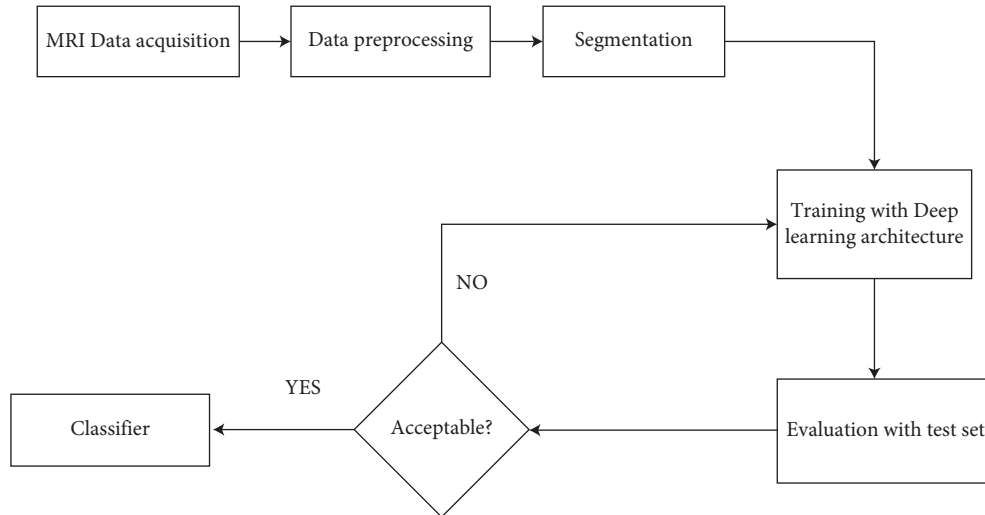 MRI Data acquisition
Data preprocessing
Segmentation
Training with Deep
learning architecture
NO
YES
Classifier
Acceptable?
Evaluation with test set